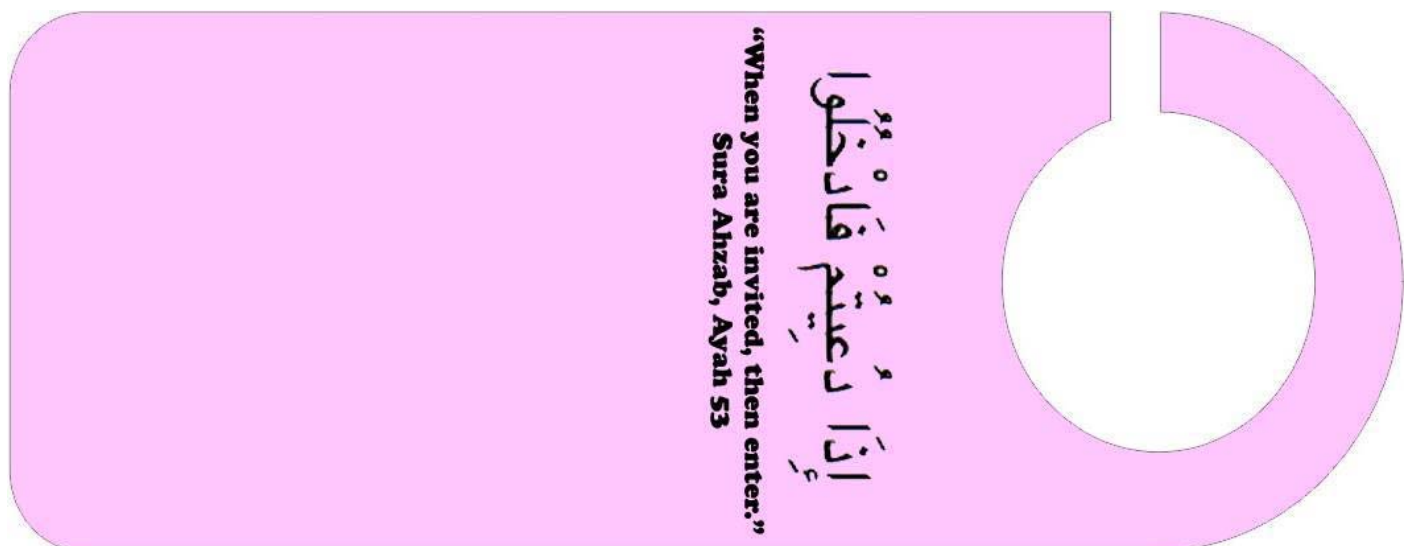 إِذَا دُعِيتُمْ فَادْخُلُوا
“When you are invited, then enter.”
Sura Ahzab, Ayah 53